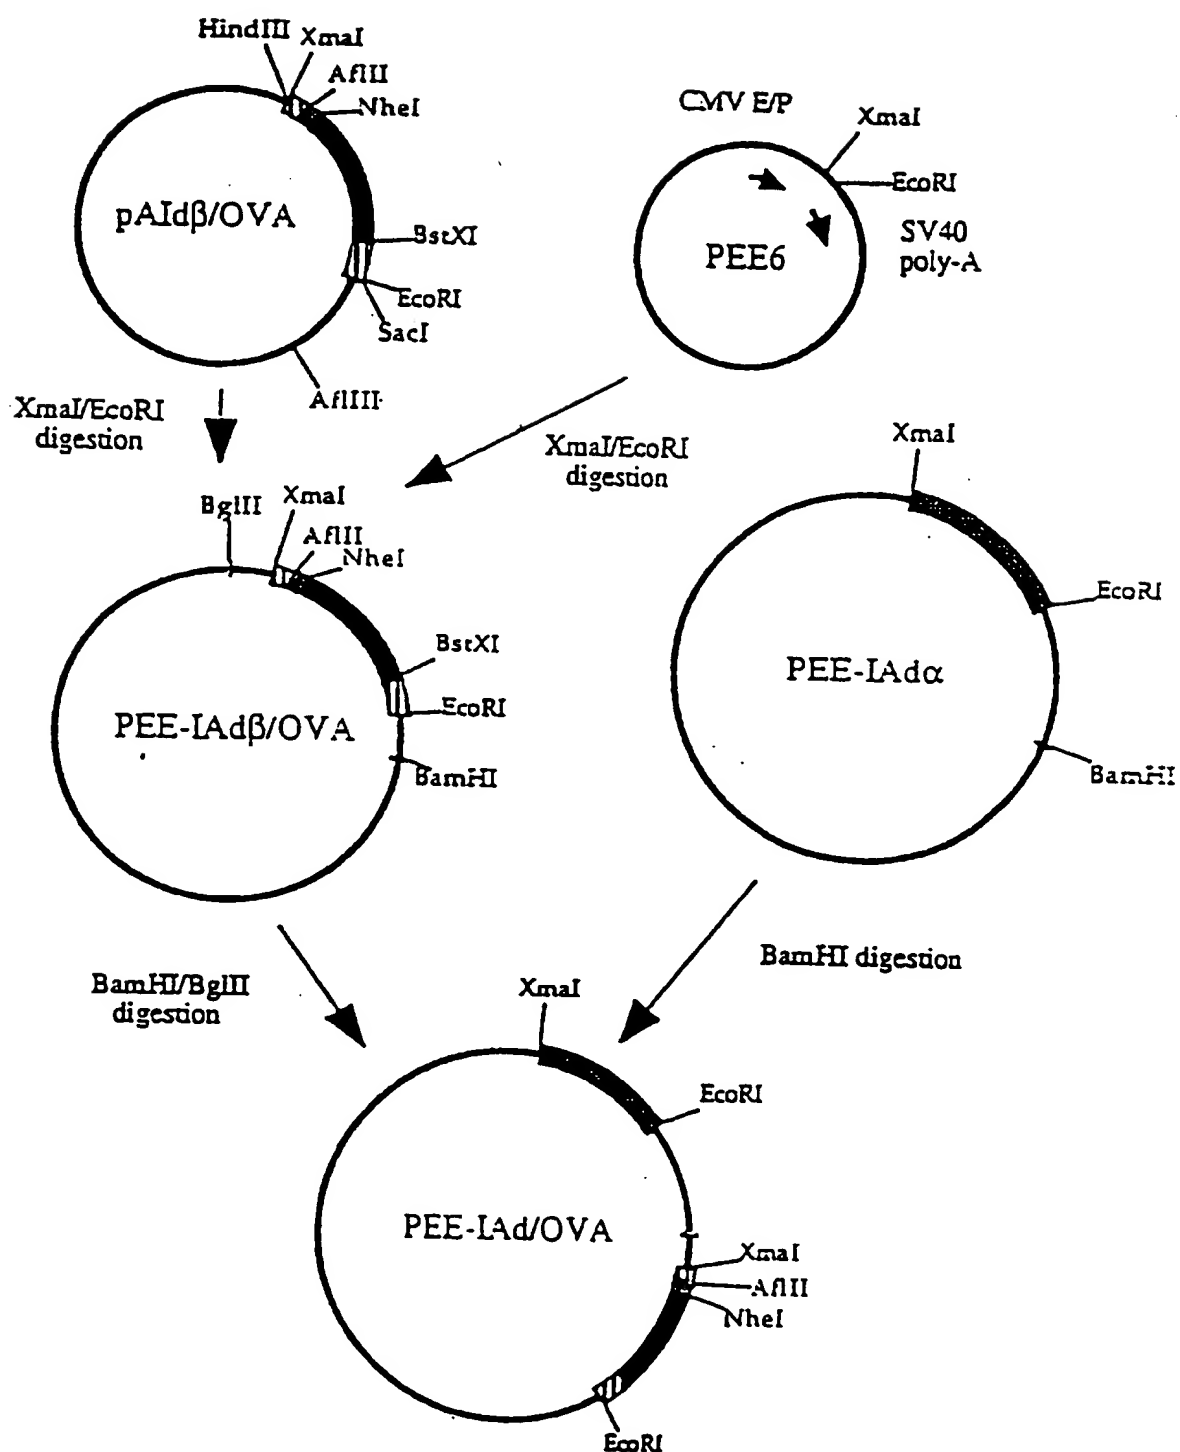 HindIII
XmaI
AflII
NheI
pAIdβ/OVA
BstXI
EcoRI
SacI
AflIII
CMV E/P
XmaI
EcoRI
SV40
poly-A
PEE6
XmaI/EcoRI
digestion
XmaI/EcoRI
digestion
BglII
XmaI
AflII
NheI
BstXI
EcoRI
BamHI
PEE-IAdβ/OVA
XmaI
EcoRI
PEE-IAdα
BamHI
BamHI/BglII
digestion
BamHI digestion
XmaI
EcoRI
PEE-IAd/OVA
XmaI
AflII
NheI
EcoRI